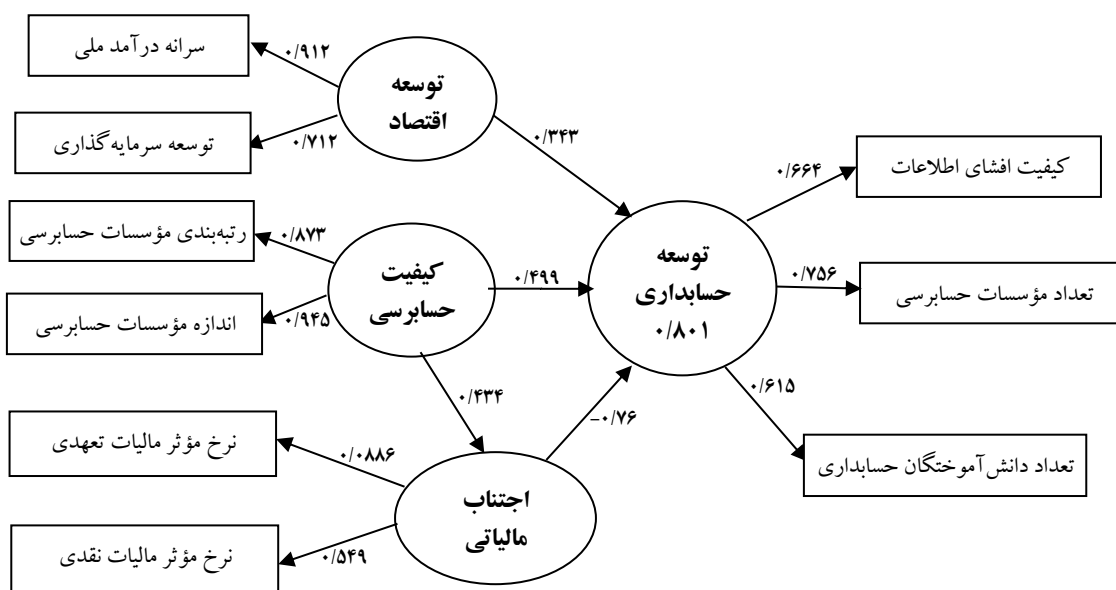 سرانه درآمد ملی
۰/۹۱۲
توسعه
اقتصاد
توسعه سرمایه‌گذاری
۰/۷۱۲
۰/۳۴۳
کیفیت افشای اطلاعات
۰/۶۶۴
رتبه‌بندی مؤسسات حسابرسی
۰/۸۷۳
کیفیت
حسابرسی
۰/۴۹۹
توسعه
حسابداری
۰/۸۰۱
۰/۷۵۶
تعداد مؤسسات حسابرسی
اندازه مؤسسات حسابرسی
۰/۹۴۵
۰/۴۳۴
–۰/۷۶
۰/۶۱۵
نرخ مؤثر مالیات تعهدی
۰/۰۸۸۶
تعداد دانش‌آموختگان حسابداری
اجتناب
مالیاتی
نرخ مؤثر مالیات نقدی
۰/۵۴۹